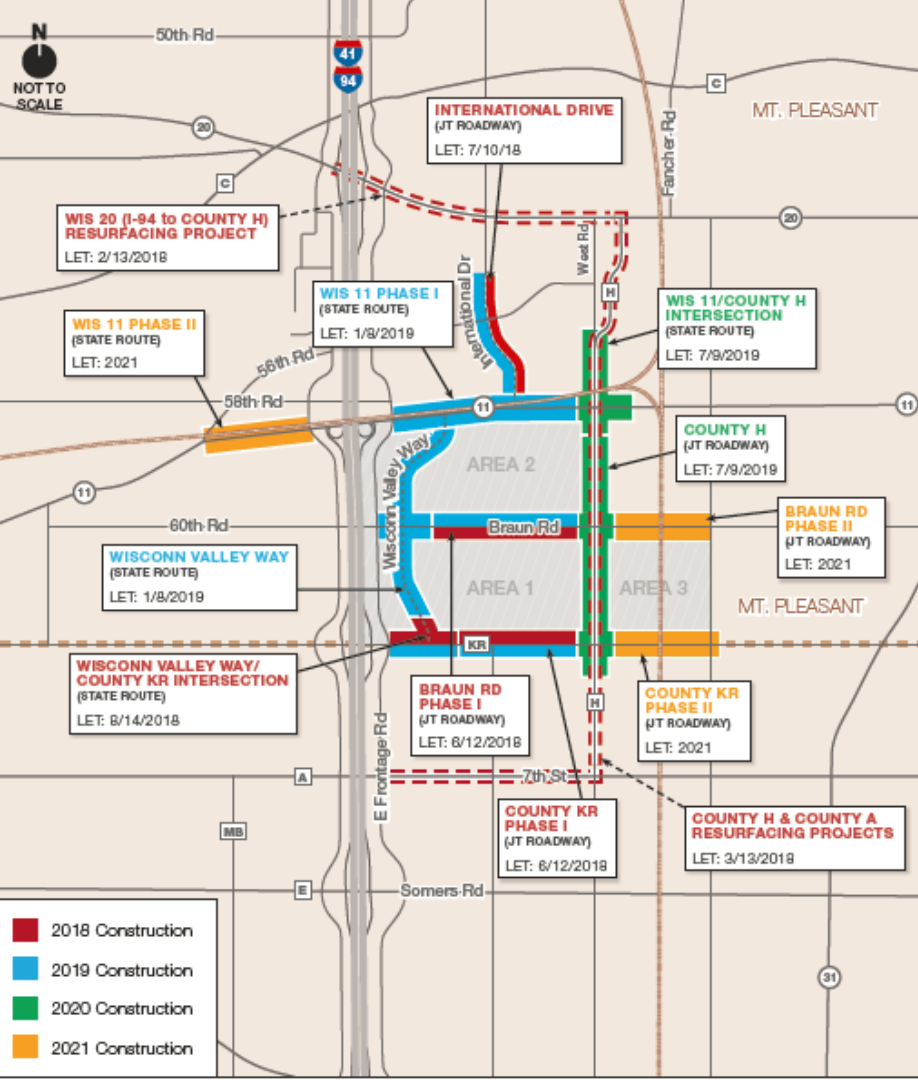 N
NOT TO
SCALE
50th Rd
41
94
C
MT. PLEASANT
20
INTERNATIONAL DRIVE
(JT ROADWAY)
LET: 7/10/18
Fancher Rd
C
WIS 20 (I-94 to COUNTY H)
RESURFACING PROJECT
LET: 2/13/2018
20
West Rd
International Dr
H
WIS 11 PHASE I
(STATE ROUTE)
LET: 1/8/2019
WIS 11/COUNTY H
INTERSECTION
(STATE ROUTE)
LET: 7/9/2019
WIS 11 PHASE II
(STATE ROUTE)
LET: 2021
56th Rd
58th Rd
11
11
COUNTY H
(JT ROADWAY)
LET: 7/9/2019
Wisconn Valley Way
AREA 2
11
60th Rd
Braun Rd
BRAUN RD
PHASE II
(JT ROADWAY)
LET: 2021
WISCONN VALLEY WAY
(STATE ROUTE)
LET: 1/8/2019
AREA 1
AREA 3
MT. PLEASANT
KR
WISCONN VALLEY WAY/
COUNTY KR INTERSECTION
(STATE ROUTE)
LET: 8/14/2018
BRAUN RD
PHASE I
(JT ROADWAY)
LET: 6/12/2018
H
COUNTY KR
PHASE II
(JT ROADWAY)
LET: 2021
E Frontage Rd
A
7th St
MB
COUNTY KR
PHASE I
(JT ROADWAY)
LET: 6/12/2018
COUNTY H & COUNTY A
RESURFACING PROJECTS
LET: 3/13/2018
E
Somers Rd
31
2018 Construction
2019 Construction
2020 Construction
2021 Construction